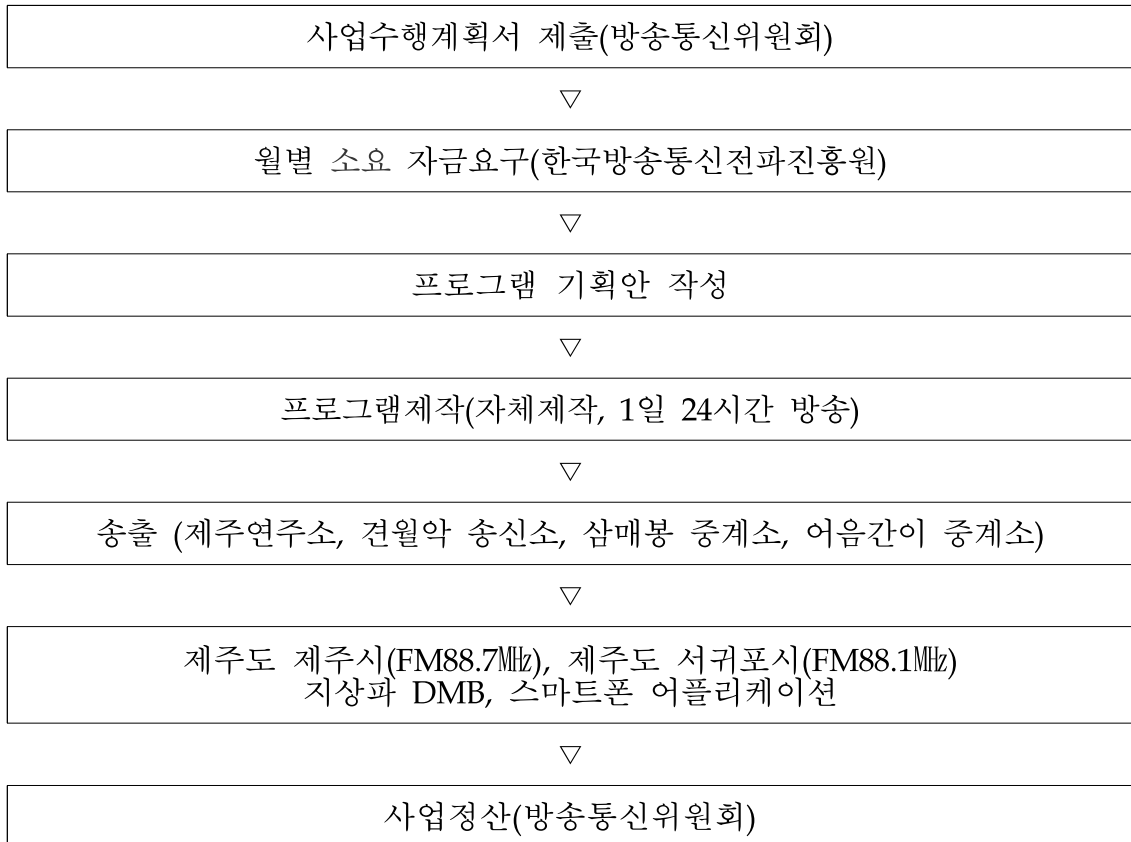 사업수행계획서 제출(방송통신위원회)
▽
월별 소요 자금요구(한국방송통신전파진흥원)
▽
프로그램 기획안 작성
▽
프로그램제작(자체제작, 1일 24시간 방송)
▽
송출 (제주연주소, 견월악 송신소, 삼매봉 중계소, 어음간이 중계소)
▽
제주도 제주시(FM88.7㎒), 제주도 서귀포시(FM88.1㎒)
지상파 DMB, 스마트폰 어플리케이션
▽
사업정산(방송통신위원회)